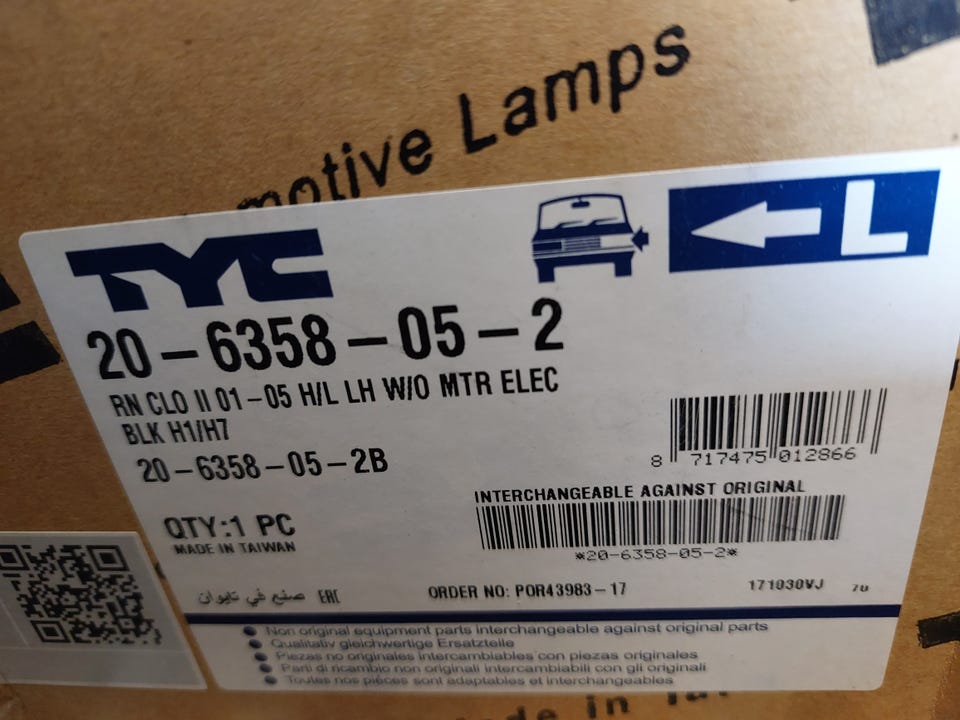 motive Lamps
TYC
L
20-6358-05-2
RN CLO II 01-05 H/L LH W/O MTR ELEC
BLK H1/H7
20-6358-05-2B
8 717475 012866
INTERCHANGEABLE AGAINST ORIGINAL
*20-6358-05-2*
QTY:1 PC
MADE IN TAIWAN
صنع في تايوان EAC
ORDER NO: POR43983-17
171030VJ
Non original equipment parts interchangeable against original parts
Qualitativ gleichwertige Ersatzteile
Piezas no originales intercambiables con piezas originales
Parti di ricambio non originali intercambiabili con gli originali
Toutes nos pièces sont adaptables et interchangeables
in